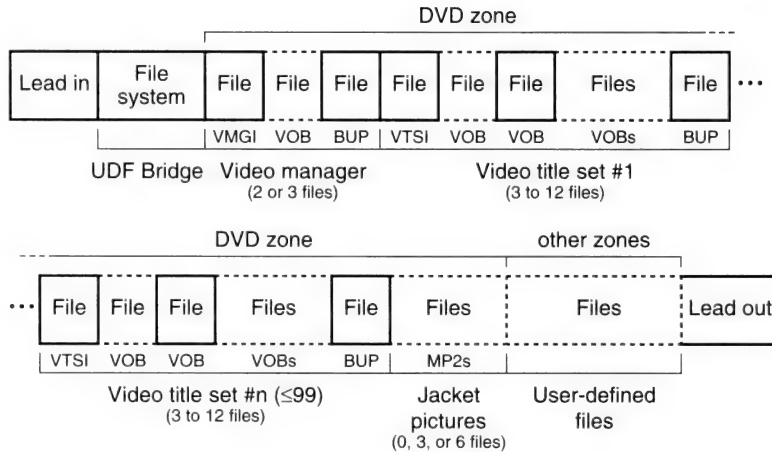 DVD zone
Lead in File system File File File File File File Files File ...
VMGI VOB BUP VTSI VOB VOB VOBs BUP
UDF Bridge Video manager Video title set #1
(2 or 3 files) (3 to 12 files)
DVD zone other zones
... File File File Files File Files Files Lead out
VTSI VOB VOB VOBs BUP MP2s
Video title set #n (≤99) Jacket pictures User-defined files
(3 to 12 files) (0, 3, or 6 files)